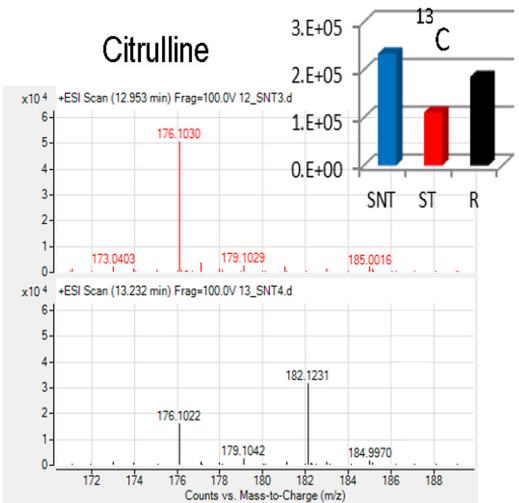 Citrulline
13
C
3.E+05
2.E+05
1.E+05
0.E+00
SNT ST R
x10 4 +ESI Scan (12.953 min) Frag=100.0V 12_SNT3.d
6
5
4
3
2
1
0
176.1030
173.0403
179.1029
185.0016
x10 4 +ESI Scan (13.232 min) Frag=100.0V 13_SNT4.d
6
5
4
3
2
1
0
182.1231
176.1022
179.1042
184.9970
172 174 176 178 180 182 184 186 188
Counts vs. Mass-to-Charge (m/z)